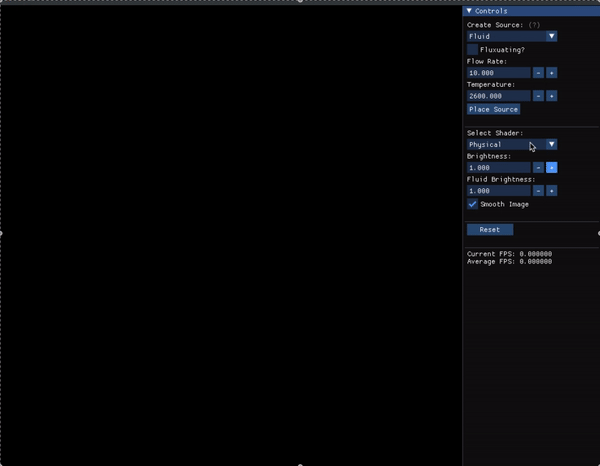 ▼ Controls
Create Source: (?)
Fluid ▼
Fluxuating?
Flow Rate:
10.000 - +
Temperature:
2600.000 - +
Place Source
Select Shader:
Physical ▼
Brightness:
1.000 - +
Fluid Brightness:
1.000 - +
Smooth Image
Reset
Current FPS: 0.000000
Average FPS: 0.000000